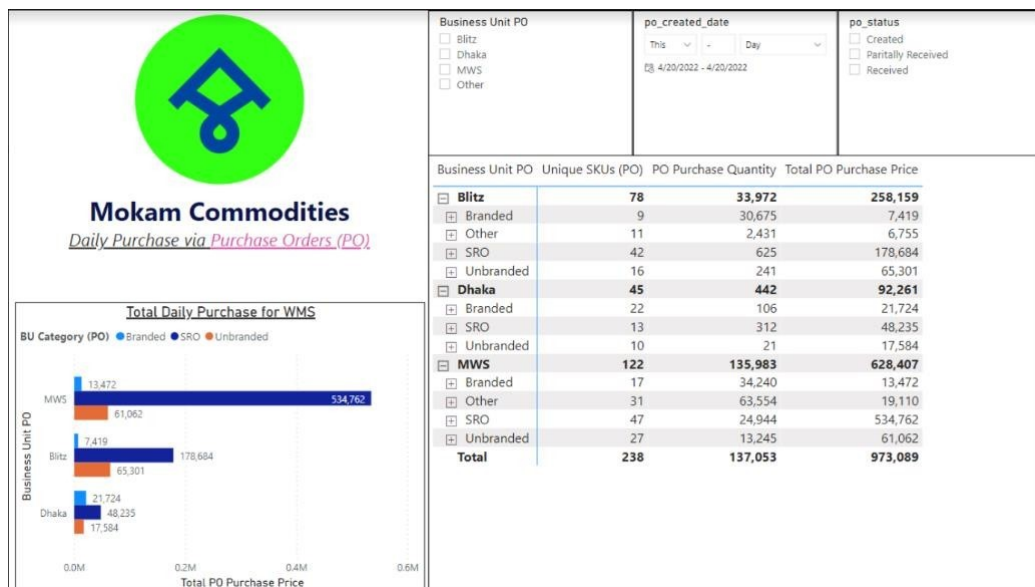 Mokam Commodities
Daily Purchase via Purchase Orders (PO)
Business Unit PO
Blitz
Dhaka
MWS
Other
po_created_date
This - Day
4/20/2022 - 4/20/2022
po_status
Created
Paritally Received
Received
Business Unit PO Unique SKUs (PO) PO Purchase Quantity Total PO Purchase Price
Blitz 78 33,972 258,159
Branded 9 30,675 7,419
Other 11 2,431 6,755
SRO 42 625 178,684
Unbranded 16 241 65,301
Dhaka 45 442 92,261
Branded 22 106 21,724
SRO 13 312 48,235
Unbranded 10 21 17,584
MWS 122 135,983 628,407
Branded 17 34,240 13,472
Other 31 63,554 19,110
SRO 47 24,944 534,762
Unbranded 27 13,245 61,062
Total 238 137,053 973,089
Total Daily Purchase for WMS
BU Category (PO) Branded SRO Unbranded
Business Unit PO
MWS
13,472
534,762
61,062
Blitz
7,419
178,684
65,301
Dhaka
21,724
48,235
17,584
0.0M 0.2M 0.4M 0.6M
Total PO Purchase Price